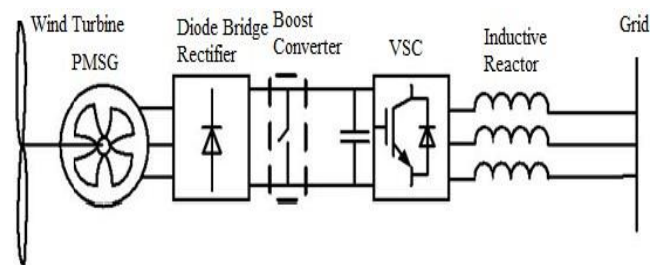 Wind Turbine
PMSG
Diode Bridge
Rectifier
Boost
Converter
VSC
Inductive
Reactor
Grid